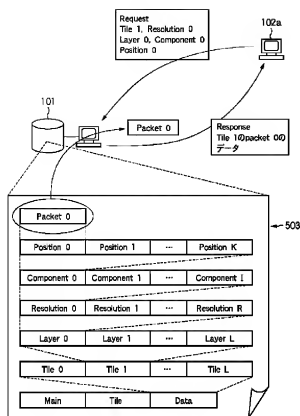 Request
Tile 1, Resolution 0
Layer 0, Component 0
Position 0
102a
101
Packet 0
Response
Tile 1のpacket 0の
データ
Packet 0
503
Position 0 Position 1 ... Position K
Component 0 Component 1 ... Component I
Resolution 0 Resolution 1 ... Resolution R
Layer 0 Layer 1 ... Layer L
Tile 0 Tile 1 ... Tile L
Main Tile Data